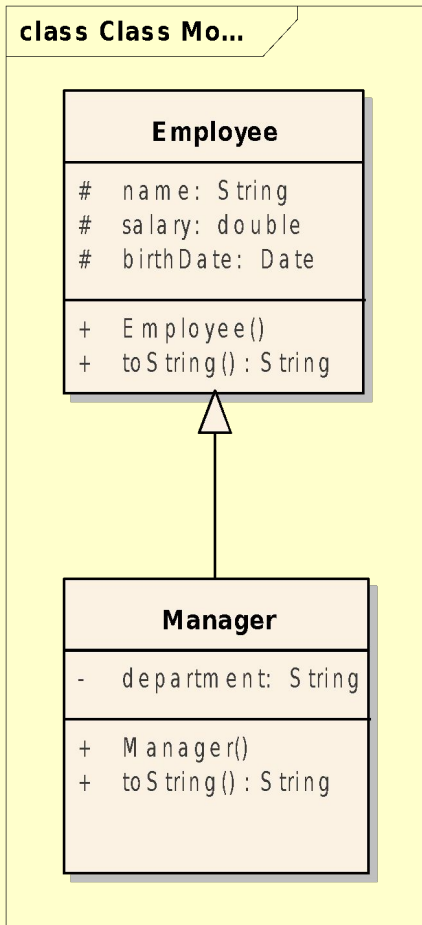 class Class Mo...
Employee
# name: String
# salary: double
# birthDate: Date
+ Employee()
+ toString() : String
Manager
- department: String
+ Manager()
+ toString() : String